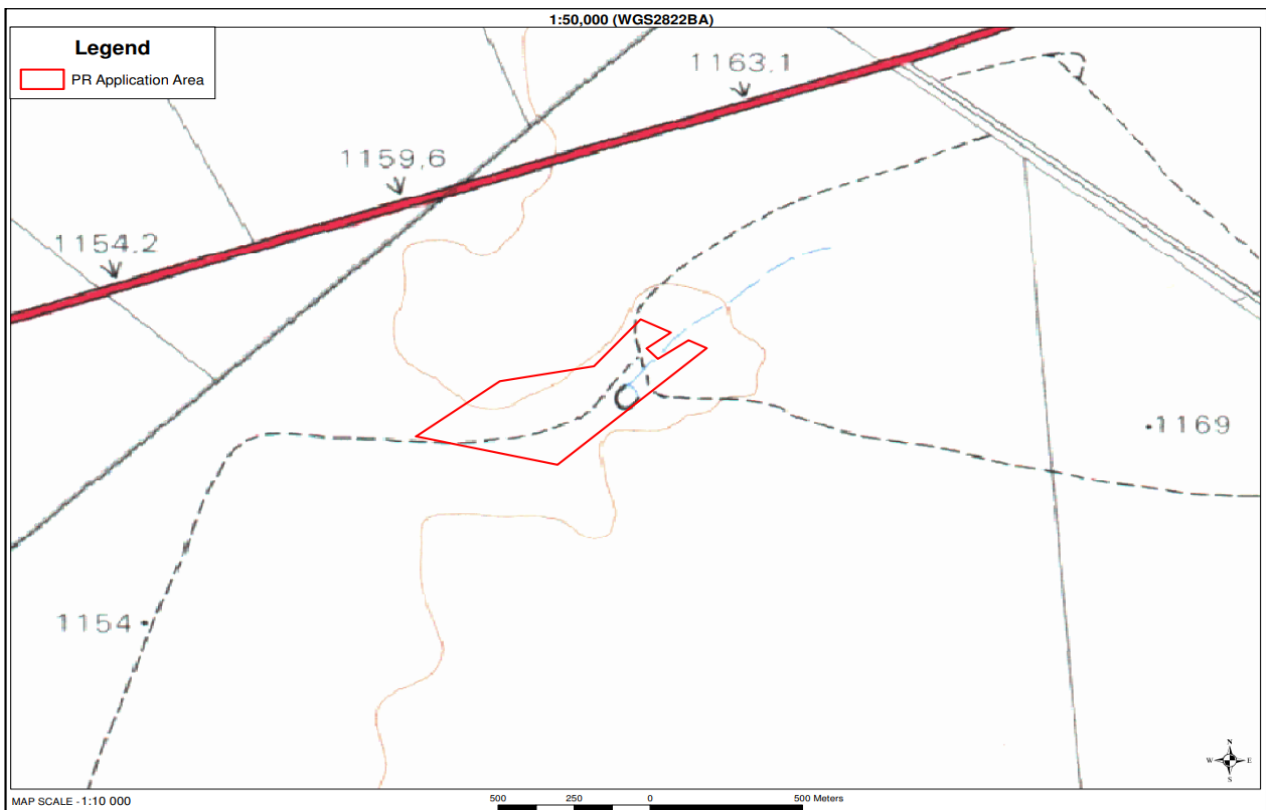 1:50,000 (WGS2822BA)
Legend
PR Application Area
1163,1
1159,6
1154,2
1169
1154
N
W E
S
MAP SCALE - 1:10 000
500 250 0 500 Meters